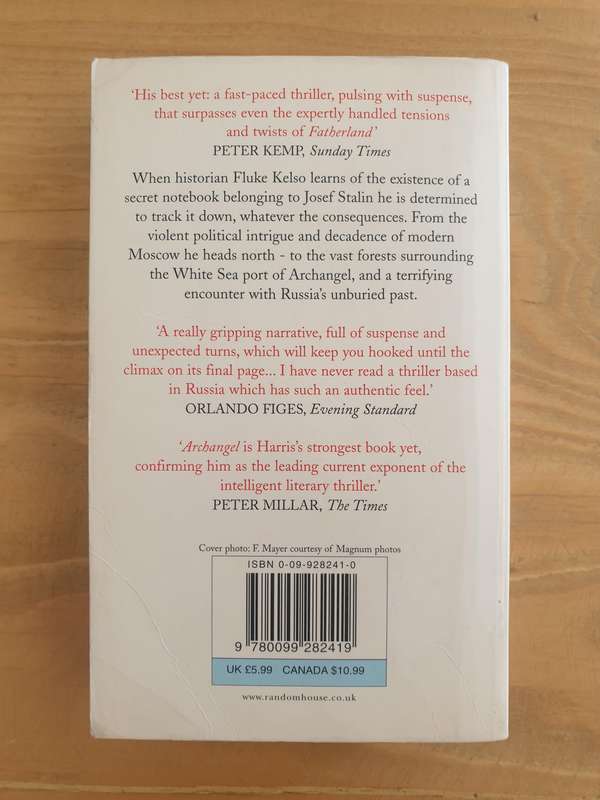 ‘His best yet: a fast-paced thriller, pulsing with suspense,
that surpasses even the expertly handled tensions
and twists of Fatherland’
PETER KEMP, Sunday Times
When historian Fluke Kelso learns of the existence of a
secret notebook belonging to Josef Stalin he is determined
to track it down, whatever the consequences. From the
violent political intrigue and decadence of modern
Moscow he heads north - to the vast forests surrounding
the White Sea port of Archangel, and a terrifying
encounter with Russia’s unburied past.
‘A really gripping narrative, full of suspense and
unexpected turns, which will keep you hooked until the
climax on its final page... I have never read a thriller based
in Russia which has such an authentic feel.’
ORLANDO FIGES, Evening Standard
‘Archangel is Harris’s strongest book yet,
confirming him as the leading current exponent of the
intelligent literary thriller.’
PETER MILLAR, The Times
Cover photo: F. Mayer courtesy of Magnum photos
ISBN 0-09-928241-0
9 780099 282419
UK £5.99 CANADA $10.99
www.randomhouse.co.uk